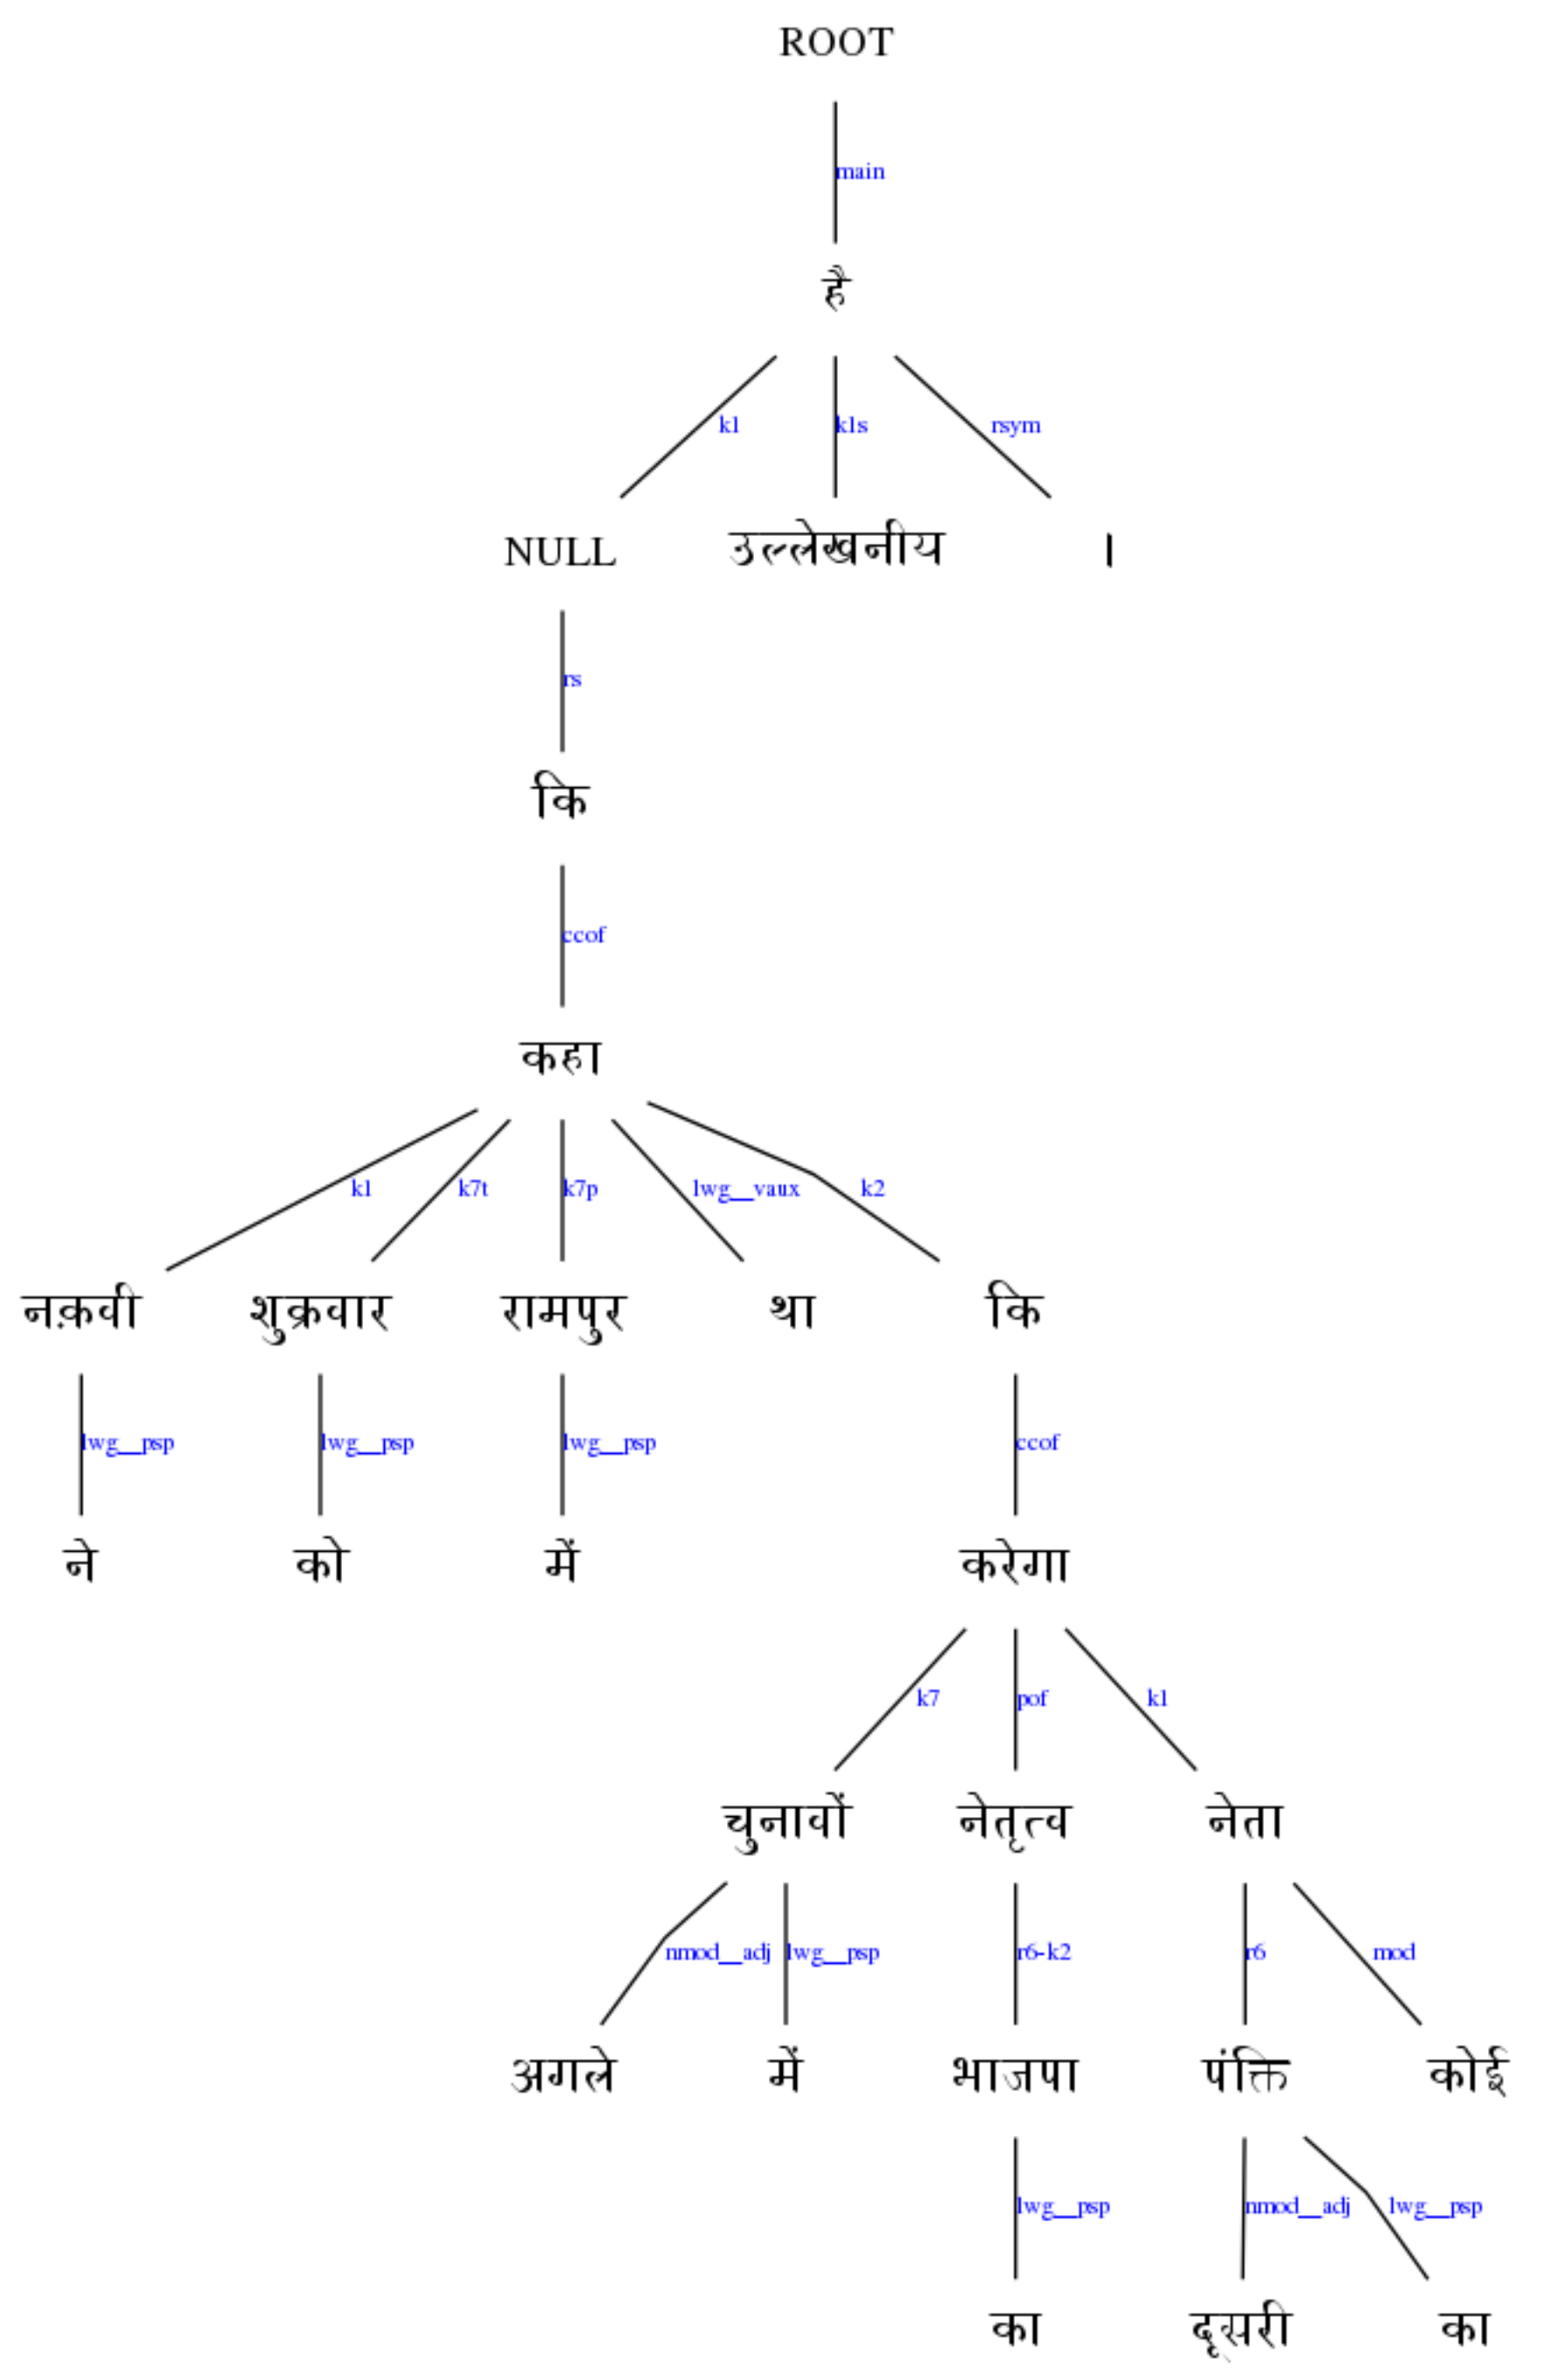 ROOT
main
है
k1 k1s rsym
NULL उल्लेखनीय ।
rs
कि
ccof
कहा
k1 k7t k7p lwg__vaux k2
नक़वी शुक्रवार रामपुर था कि
lwg__psp lwg__psp lwg__psp ccof
ने को में करेगा
k7 pof k1
चुनावों नेतृत्व नेता
nmod__adj lwg__psp r6-k2 r6 mod
अगले में भाजपा पंक्ति कोई
lwg__psp nmod__adj lwg__psp
का दूसरी का